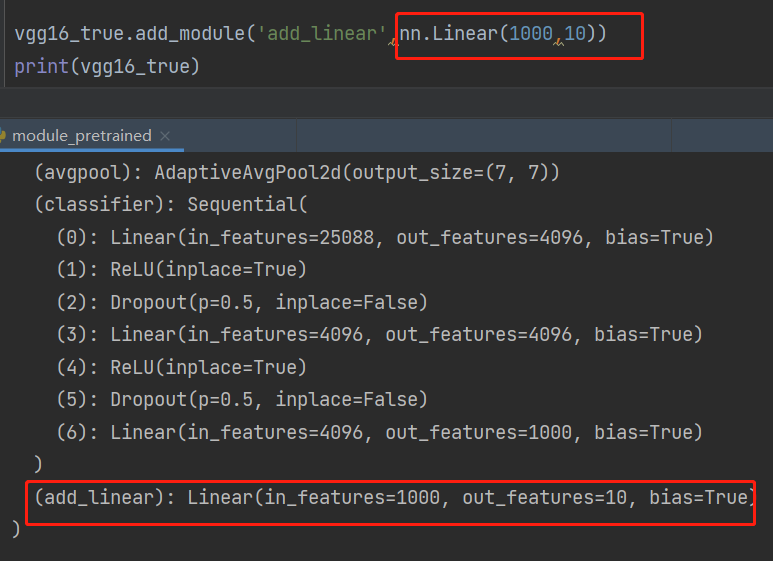 vgg16_true.add_module('add_linear',nn.Linear(1000,10))
print(vgg16_true)
module_pretrained ×
(avgpool): AdaptiveAvgPool2d(output_size=(7, 7))
(classifier): Sequential(
(0): Linear(in_features=25088, out_features=4096, bias=True)
(1): ReLU(inplace=True)
(2): Dropout(p=0.5, inplace=False)
(3): Linear(in_features=4096, out_features=4096, bias=True)
(4): ReLU(inplace=True)
(5): Dropout(p=0.5, inplace=False)
(6): Linear(in_features=4096, out_features=1000, bias=True)
)
(add_linear): Linear(in_features=1000, out_features=10, bias=True)
)